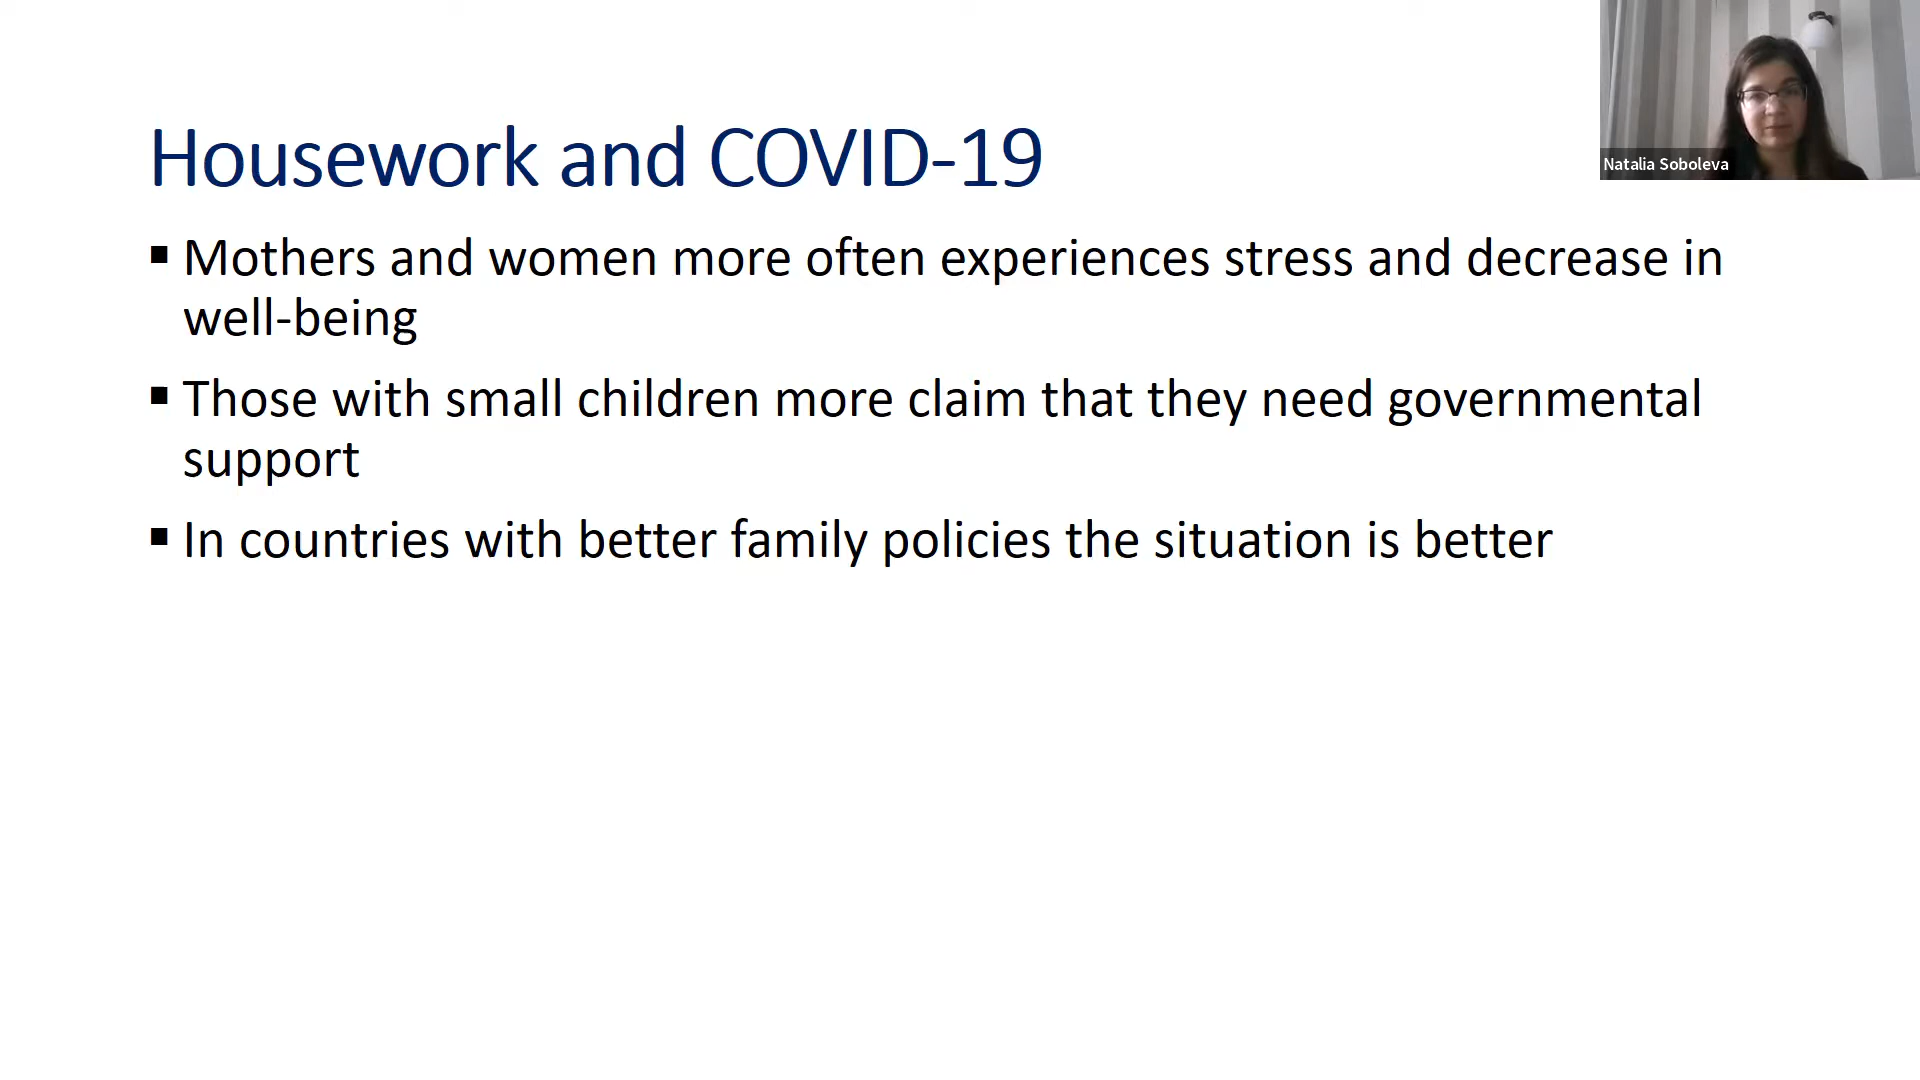 Housework and COVID-19
Natalia Soboleva
▪ Mothers and women more often experiences stress and decrease in
well-being
▪ Those with small children more claim that they need governmental
support
▪ In countries with better family policies the situation is better